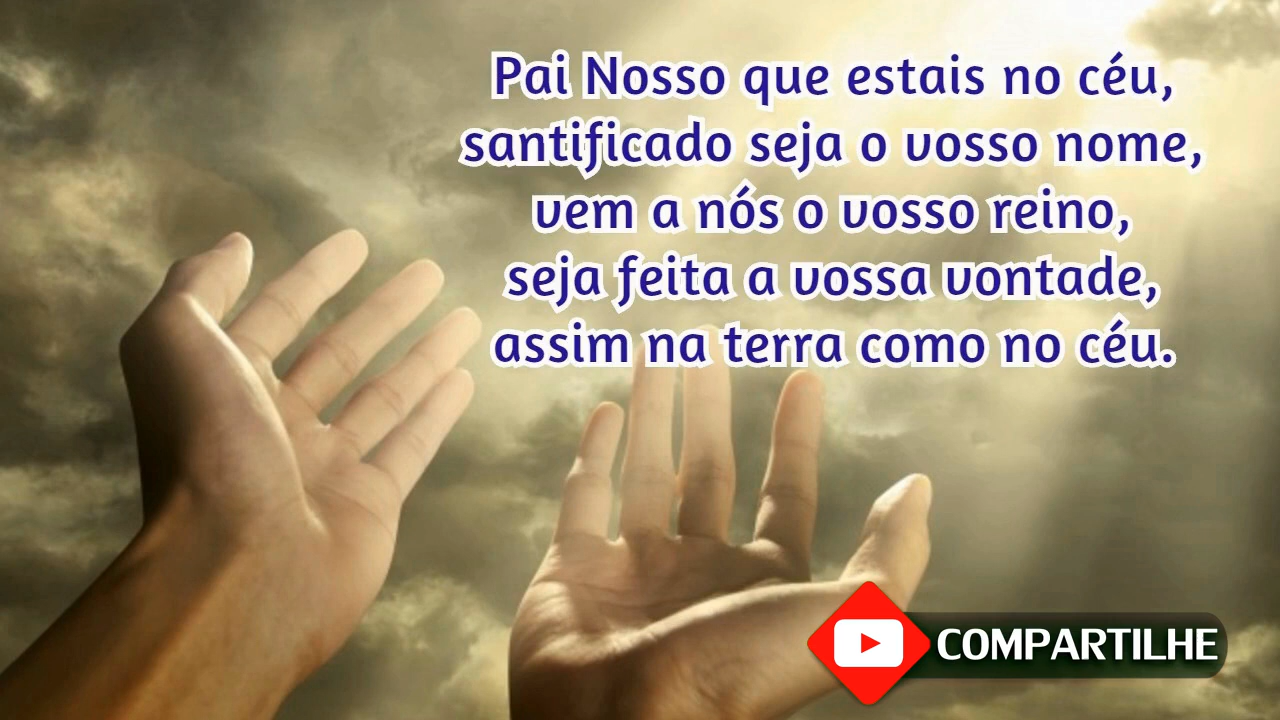 Pai Nosso que estais no céu,
santificado seja o vosso nome,
vem a nós o vosso reino,
seja feita a vossa vontade,
assim na terra como no céu.
COMPARTILHE